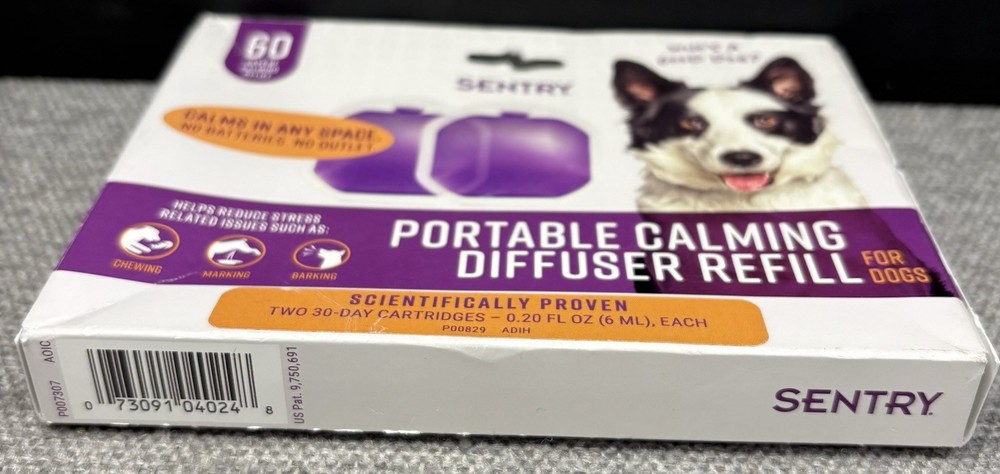 60
SENTRY
CALMS IN ANY SPACE.
NO BATTERIES. NO OUTLET.
HELPS REDUCE STRESS
RELATED ISSUES SUCH AS:
CHEWING
MARKING
BARKING
PORTABLE CALMING
DIFFUSER REFILL
FOR
DOGS
SCIENTIFICALLY PROVEN
TWO 30-DAY CARTRIDGES – 0.20 FL OZ (6 ML), EACH
P00829 ADIH
P007307 AOIC
0 73091 04024 8
US Pat. 9,750,691
SENTRY